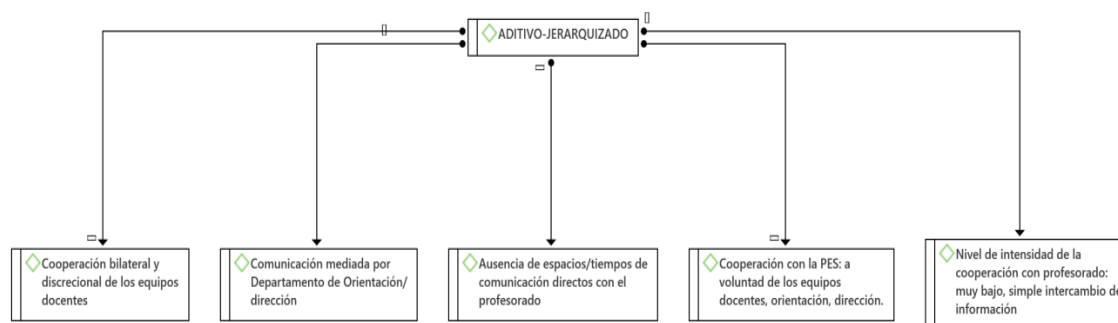 ADITIVO-JERARQUIZADO
Cooperación bilateral y
discrecional de los equipos
docentes
Comunicación mediada por
Departamento de Orientación/
dirección
Ausencia de espacios/tiempos de
comunicación directos con el
profesorado
Cooperación con la PES: a
voluntad de los equipos
docentes, orientación, dirección.
Nivel de intensidad de la
cooperación con profesorado:
muy bajo, simple intercambio de
información